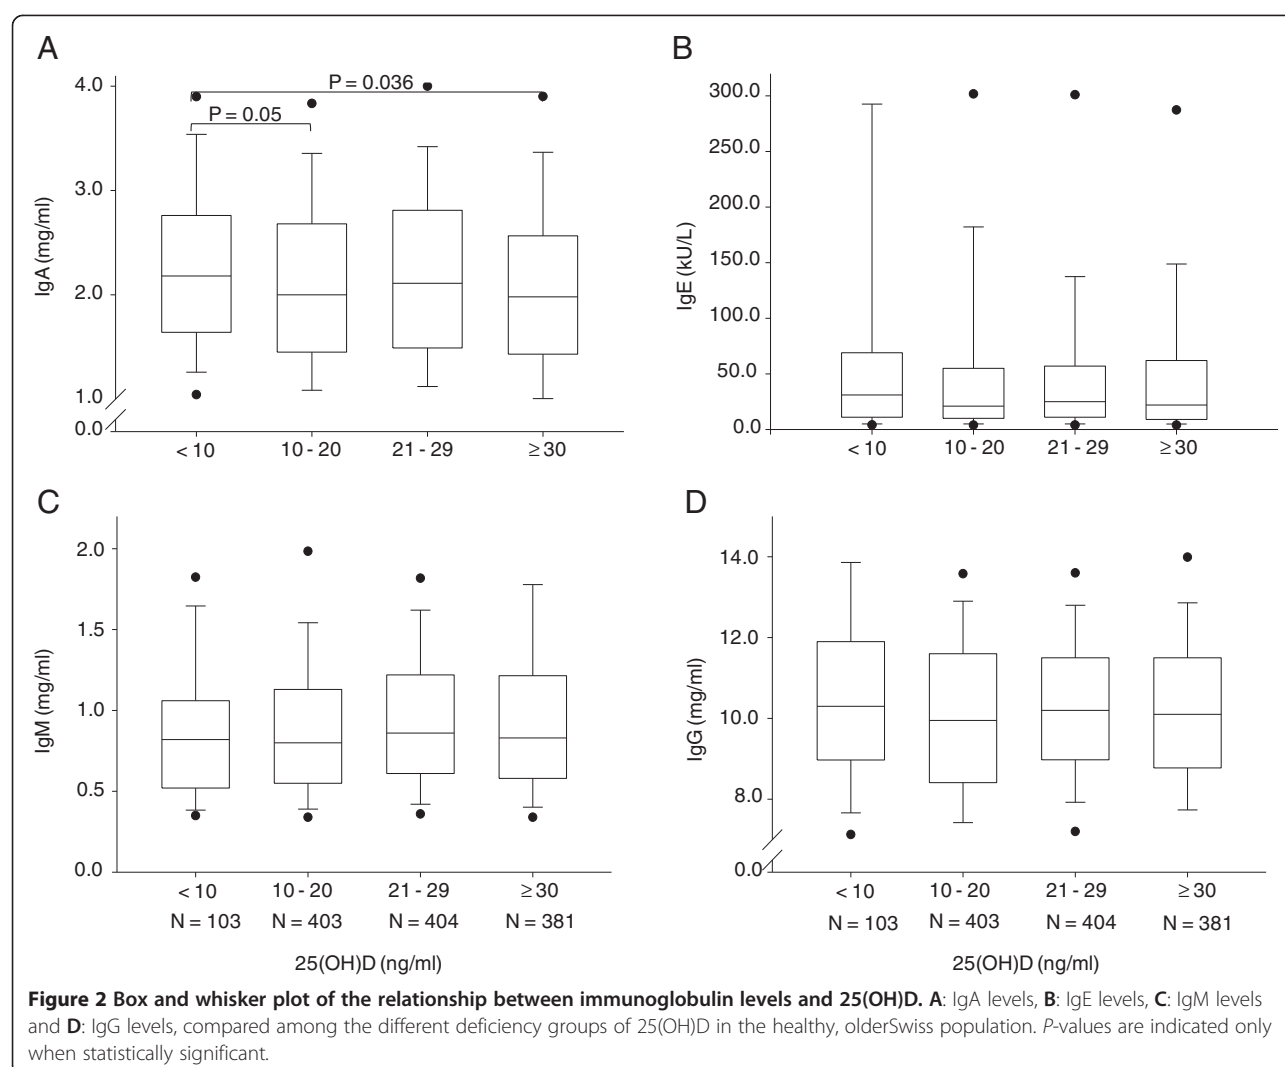 A
B
4.0
3.0
2.0
1.0
0.0
IgA (mg/ml)
P = 0.036
P = 0.05
< 10
10 - 20
21 - 29
≥ 30
300.0
250.0
200.0
150.0
100.0
50.0
0.0
IgE (kU/L)
< 10
10 - 20
21 - 29
≥ 30
C
D
2.0
1.5
1.0
0.5
0.0
IgM (mg/ml)
< 10
10 - 20
21 - 29
≥ 30
N = 103
N = 403
N = 404
N = 381
25(OH)D (ng/ml)
14.0
12.0
10.0
8.0
0.0
IgG (mg/ml)
< 10
10 - 20
21 - 29
≥ 30
N = 103
N = 403
N = 404
N = 381
25(OH)D (ng/ml)
Figure 2 Box and whisker plot of the relationship between immunoglobulin levels and 25(OH)D. A: IgA levels, B: IgE levels, C: IgM levels
and D: IgG levels, compared among the different deficiency groups of 25(OH)D in the healthy, olderSwiss population. P-values are indicated only
when statistically significant.